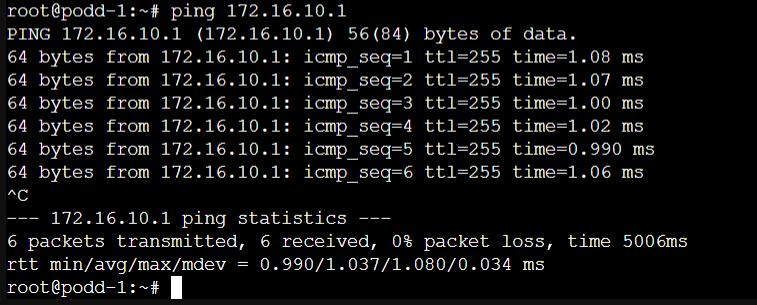 root@podd-1:~# ping 172.16.10.1
PING 172.16.10.1 (172.16.10.1) 56(84) bytes of data.
64 bytes from 172.16.10.1: icmp_seq=1 ttl=255 time=1.08 ms
64 bytes from 172.16.10.1: icmp_seq=2 ttl=255 time=1.07 ms
64 bytes from 172.16.10.1: icmp_seq=3 ttl=255 time=1.00 ms
64 bytes from 172.16.10.1: icmp_seq=4 ttl=255 time=1.02 ms
64 bytes from 172.16.10.1: icmp_seq=5 ttl=255 time=0.990 ms
64 bytes from 172.16.10.1: icmp_seq=6 ttl=255 time=1.06 ms
^C
--- 172.16.10.1 ping statistics ---
6 packets transmitted, 6 received, 0% packet loss, time 5006ms
rtt min/avg/max/mdev = 0.990/1.037/1.080/0.034 ms
root@podd-1:~#